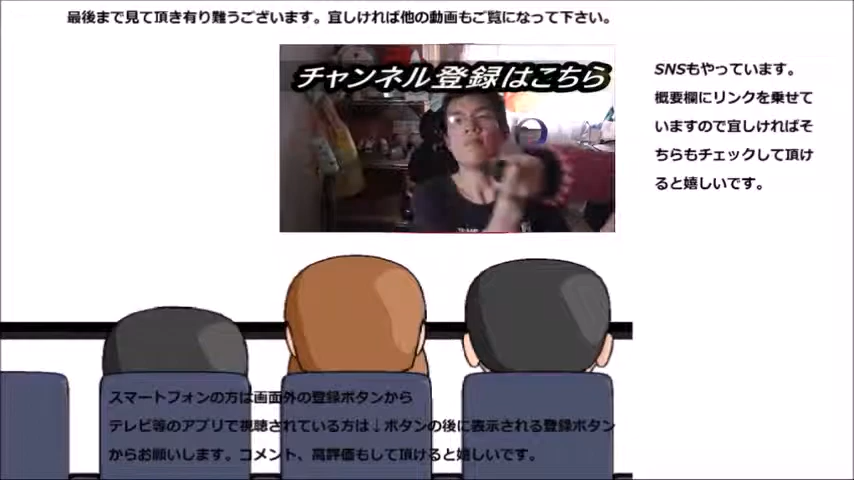 最後まで見て頂き有り難うございます。宜しければ他の動画もご覧になって下さい。
チャンネル登録はこちら
SNSもやっています。
概要欄にリンクを乗せて
いますので宜しければそ
ちらもチェックして頂け
ると嬉しいです。
スマートフォンの方は画面外の登録ボタンから
テレビ等のアプリで視聴されている方は↓ボタンの後に表示される登録ボタン
からお願いします。コメント、高評価もして頂けると嬉しいです。